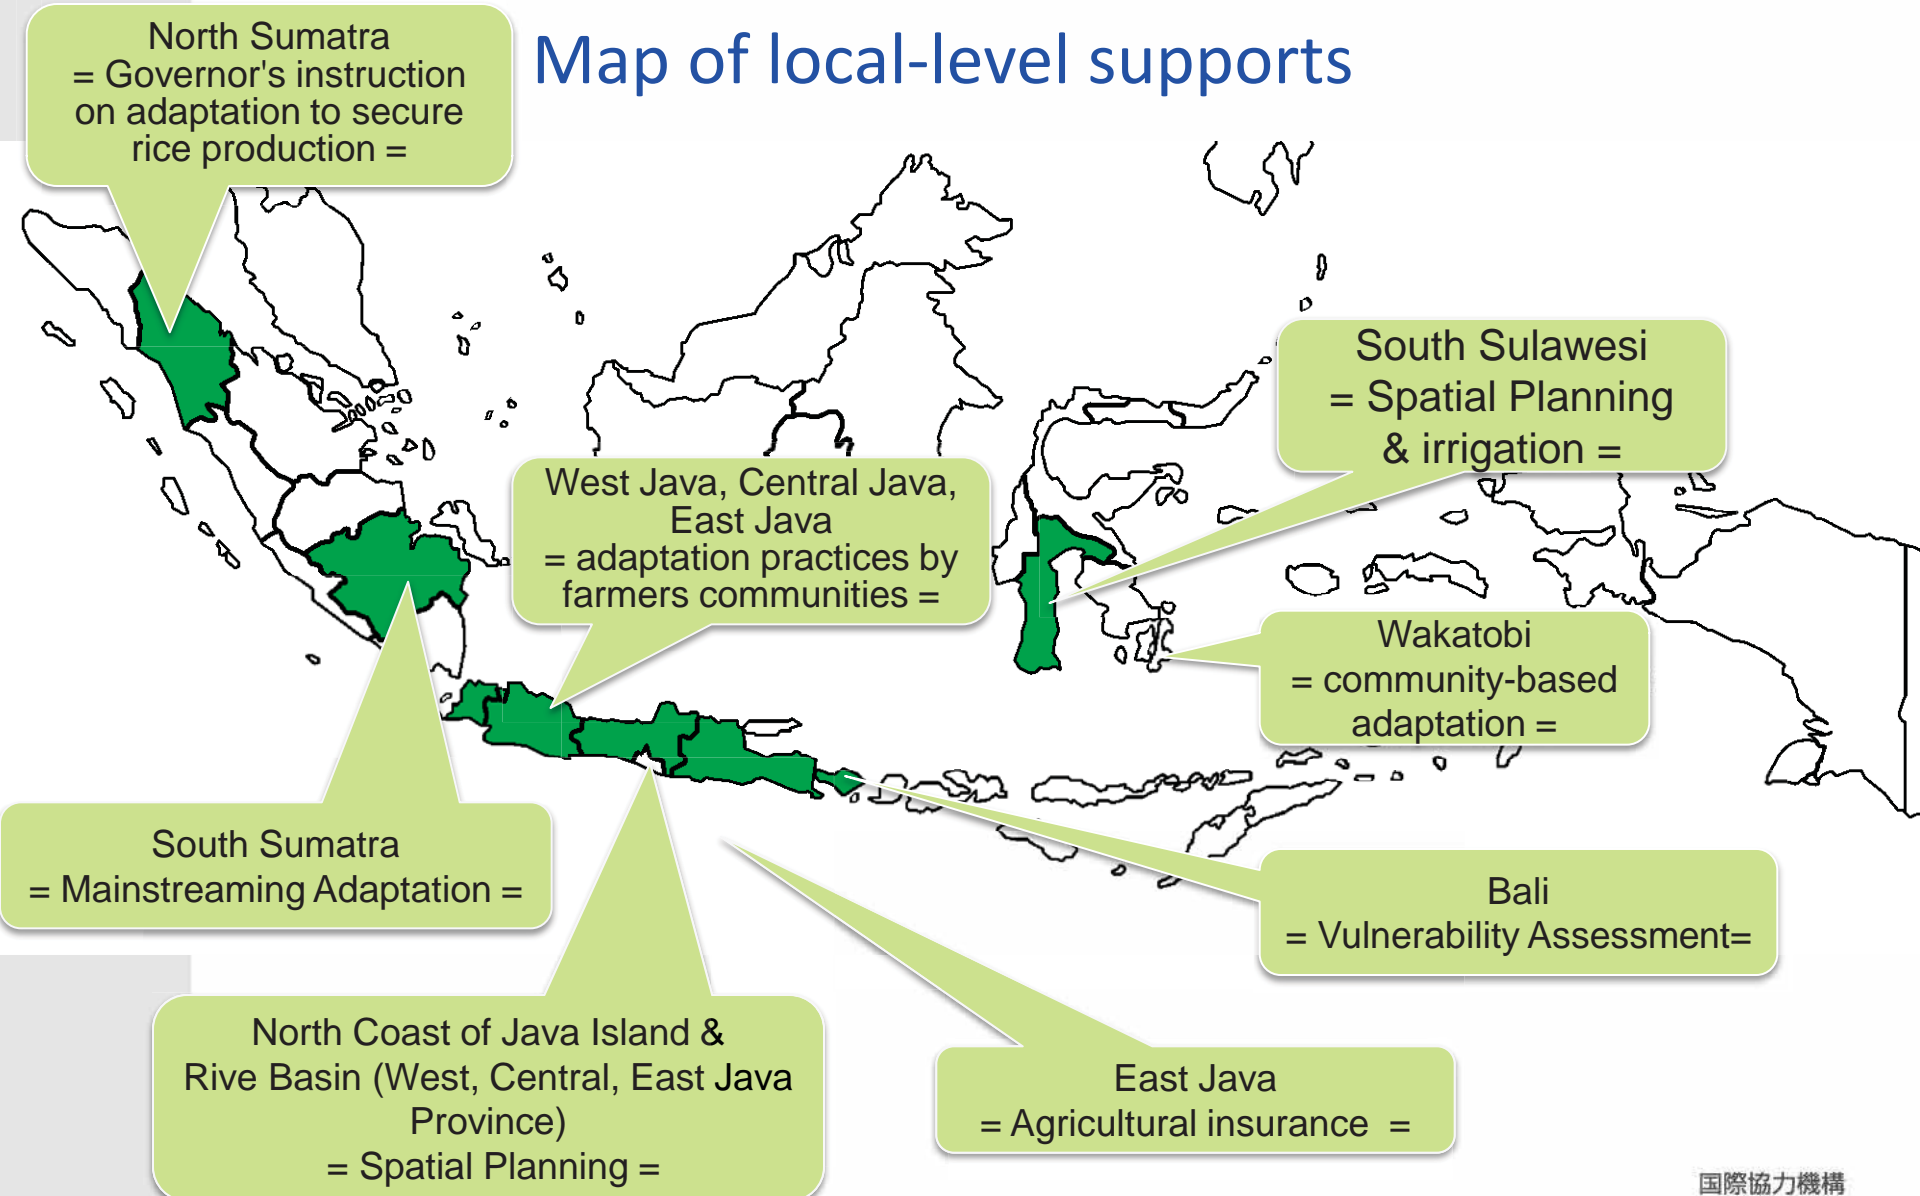 Map of local-level supports
North Sumatra
= Governor's instruction
on adaptation to secure
rice production =
South Sulawesi
= Spatial Planning
& irrigation =
West Java, Central Java,
East Java
= adaptation practices by
farmers communities =
Wakatobi
= community-based
adaptation =
South Sumatra
= Mainstreaming Adaptation =
Bali
= Vulnerability Assessment=
North Coast of Java Island &
Rive Basin (West, Central, East Java
Province)
= Spatial Planning =
East Java
= Agricultural insurance =
国際協力機構